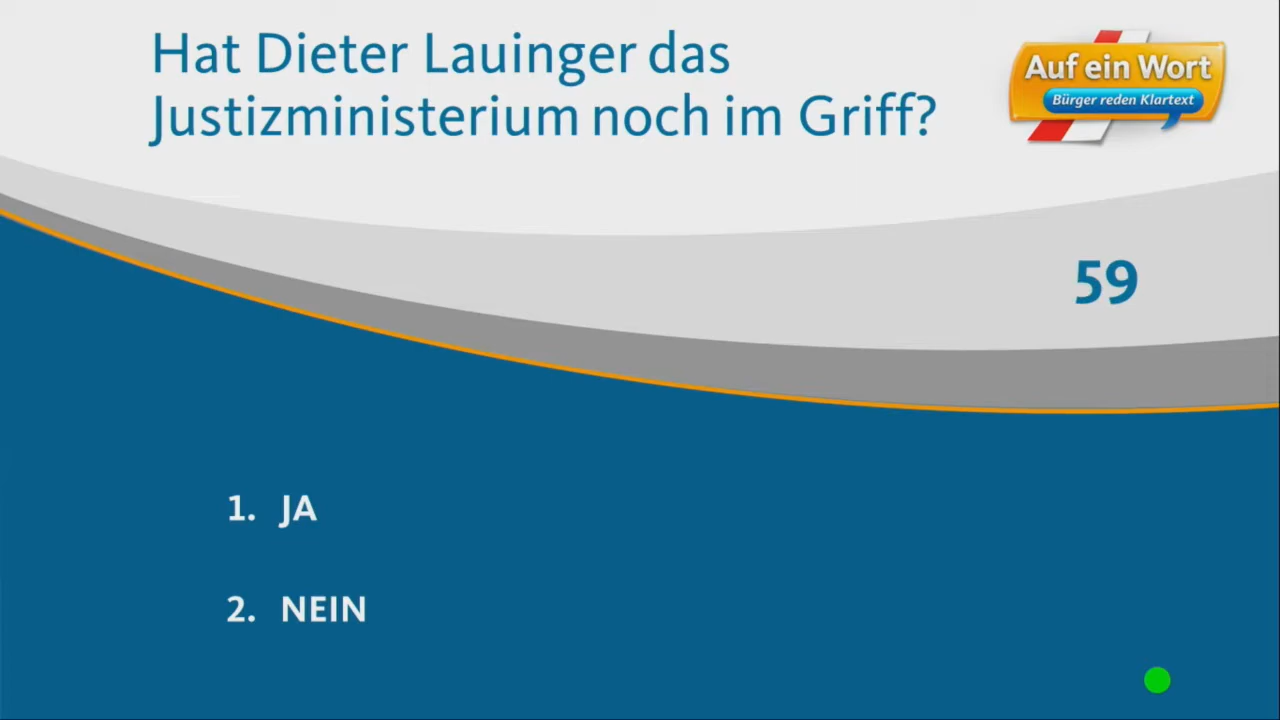 Hat Dieter Lauinger das
Justizministerium noch im Griff?
Auf ein Wort
Bürger reden Klartext
59
1. JA
2. NEIN